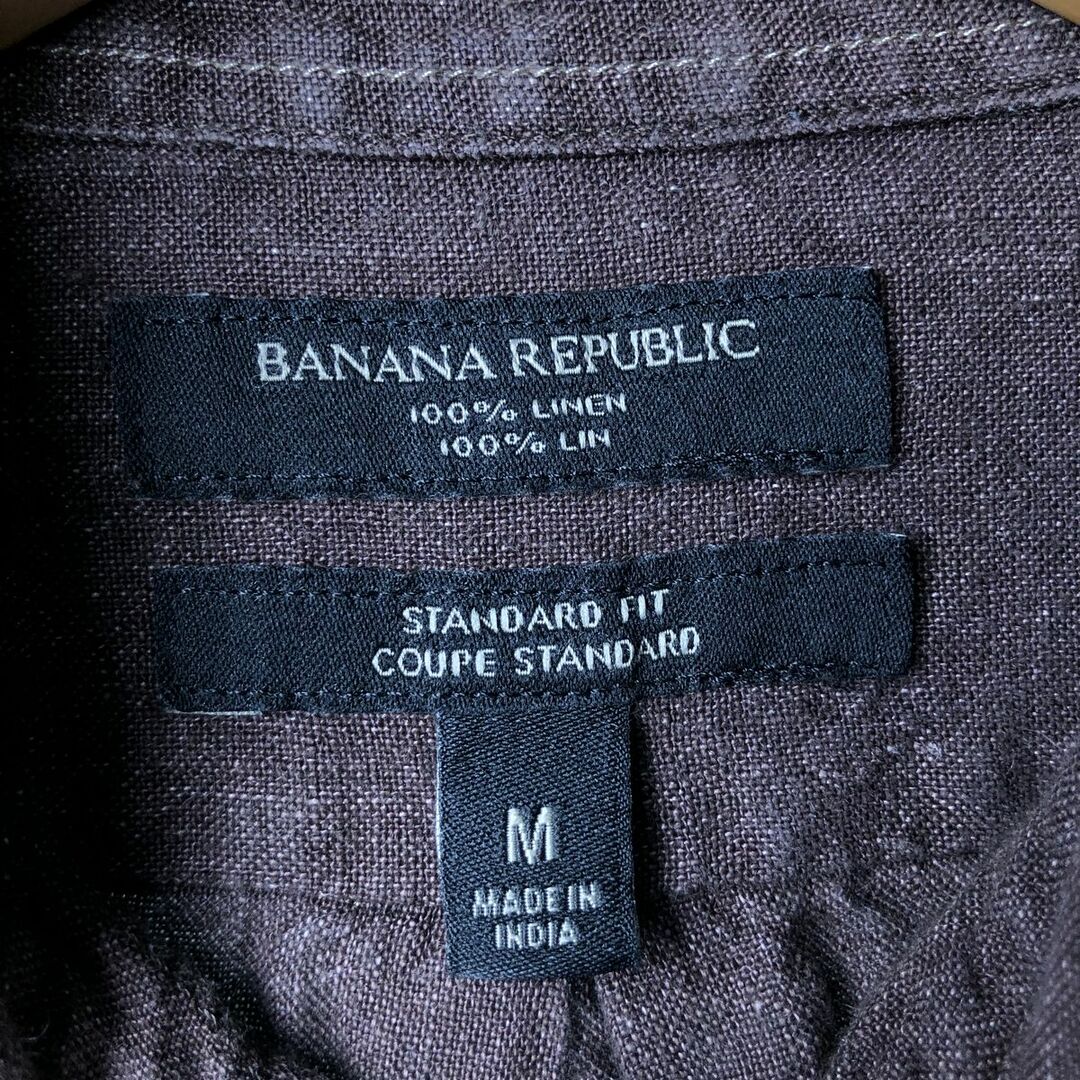 BANANA REPUBLIC
100% LINEN
100% LIN
STANDARD FIT
COUPE STANDARD
M
MADE IN
INDIA